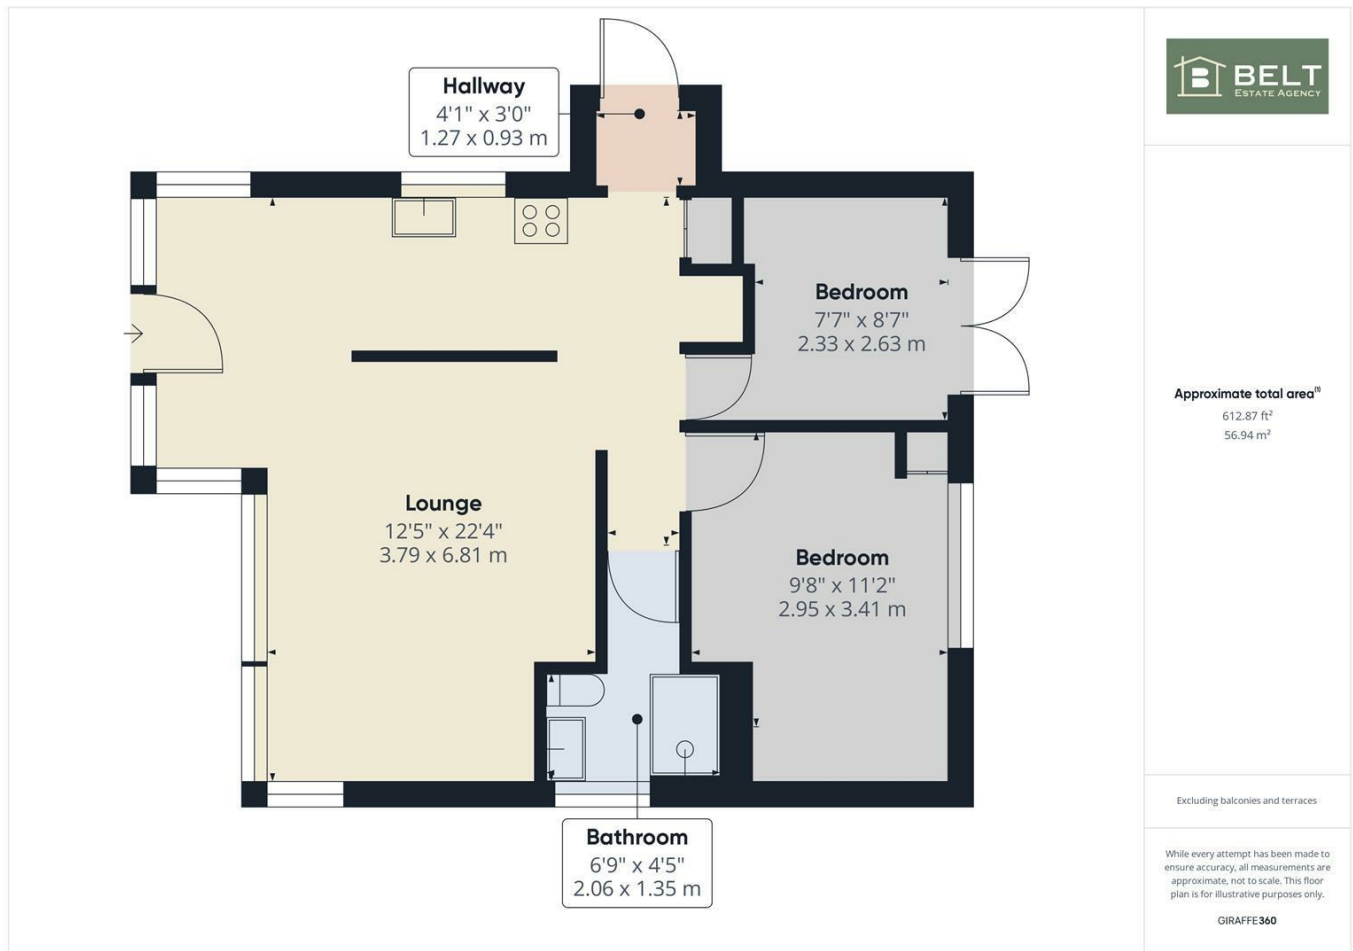 Hallway
4'1" x 3'0"
1.27 x 0.93 m
Bedroom
7'7" x 8'7"
2.33 x 2.63 m
Lounge
12'5" x 22'4"
3.79 x 6.81 m
Bedroom
9'8" x 11'2"
2.95 x 3.41 m
Bathroom
6'9" x 4'5"
2.06 x 1.35 m
B BELT
ESTATE AGENCY
Approximate total area⁽¹⁾
612.87 ft²
56.94 m²
Excluding balconies and terraces
While every attempt has been made to
ensure accuracy, all measurements are
approximate, not to scale. This floor
plan is for illustrative purposes only.
GIRAFFE360